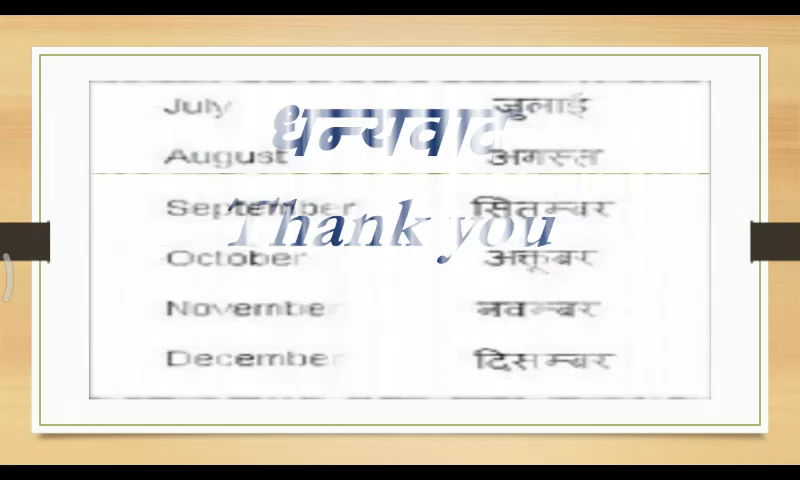 July जुलाई
धन्यवाद
August अगस्त
September सितम्बर
Thank you
October अक्तूबर
November नवम्बर
December दिसम्बर